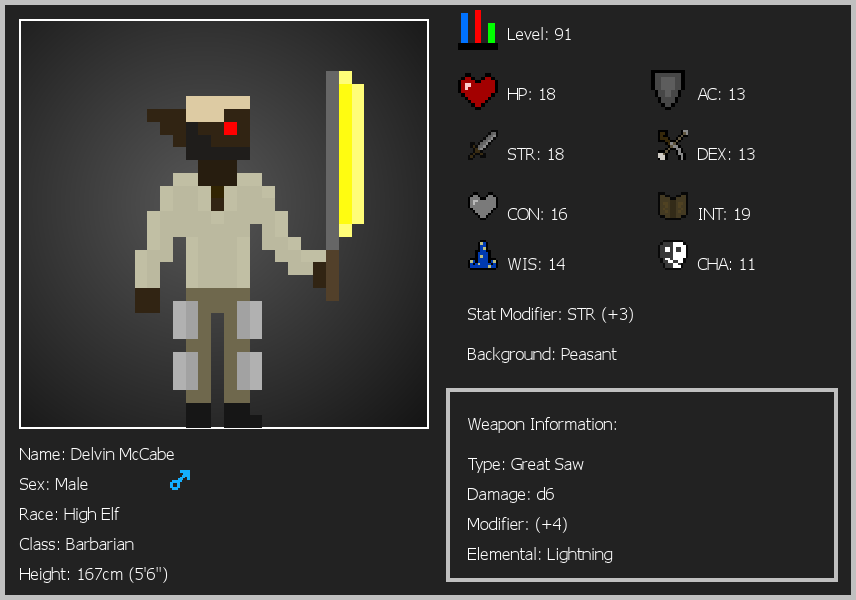 Level: 91
HP: 18
AC: 13
STR: 18
DEX: 13
CON: 16
INT: 19
WIS: 14
CHA: 11
Stat Modifier: STR (+3)
Background: Peasant
Weapon Information:
Type: Great Saw
Damage: d6
Modifier: (+4)
Elemental: Lightning
Name: Delvin McCabe
Sex: Male
Race: High Elf
Class: Barbarian
Height: 167cm (5'6")